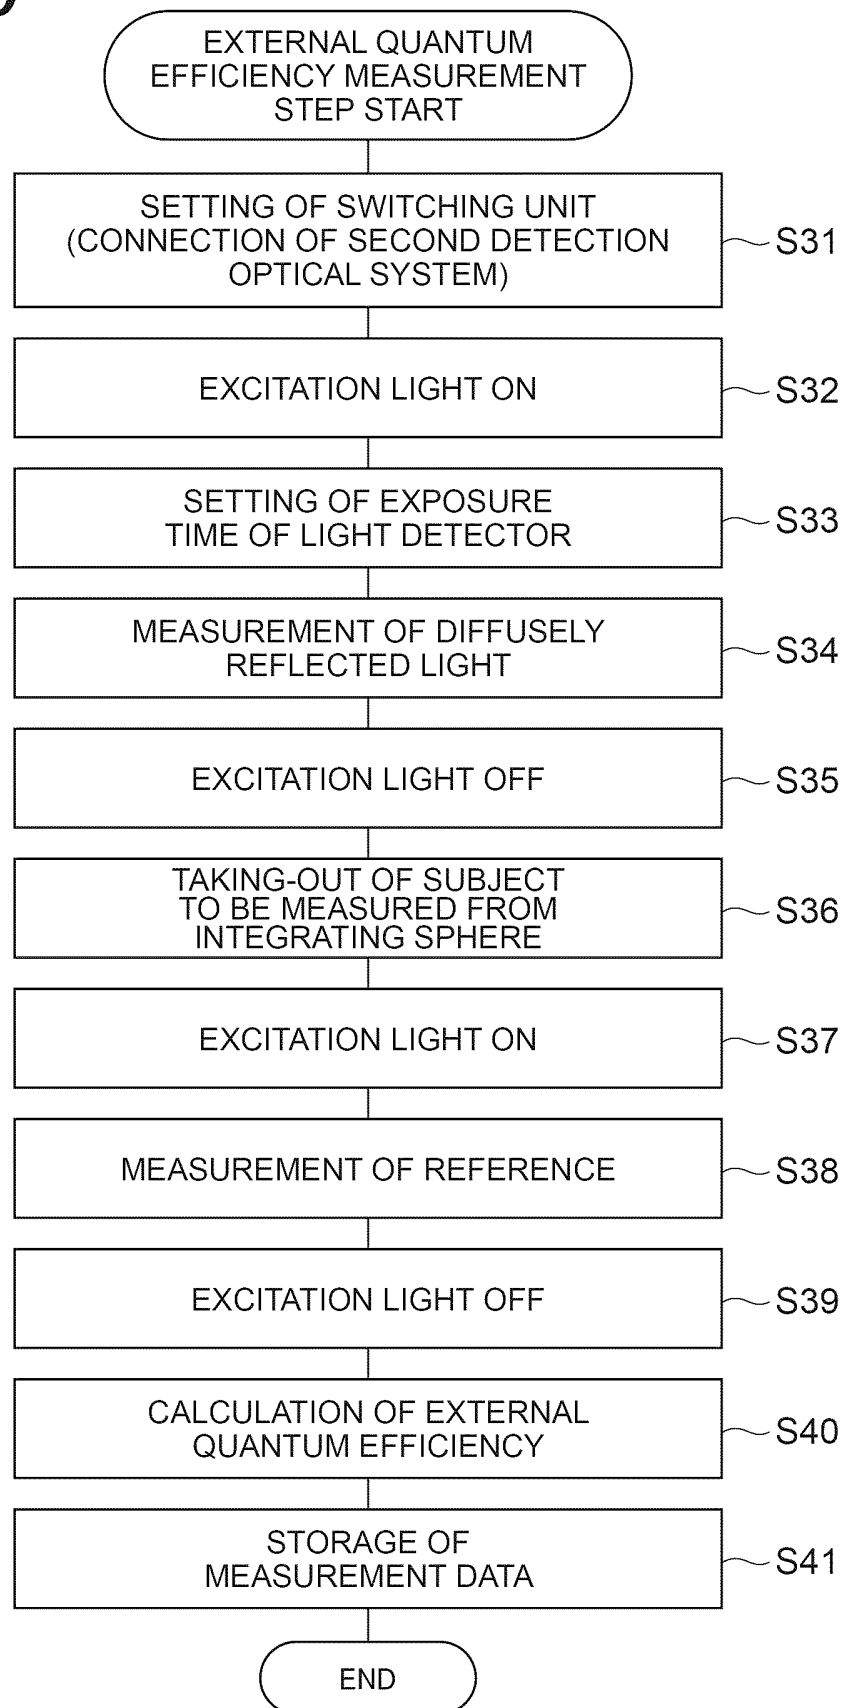 EXTERNAL QUANTUM
EFFICIENCY MEASUREMENT
STEP START
SETTING OF SWITCHING UNIT
(CONNECTION OF SECOND DETECTION
OPTICAL SYSTEM)
S31
EXCITATION LIGHT ON
S32
SETTING OF EXPOSURE
TIME OF LIGHT DETECTOR
S33
MEASUREMENT OF DIFFUSELY
REFLECTED LIGHT
S34
EXCITATION LIGHT OFF
S35
TAKING-OUT OF SUBJECT
TO BE MEASURED FROM
INTEGRATING SPHERE
S36
EXCITATION LIGHT ON
S37
MEASUREMENT OF REFERENCE
S38
EXCITATION LIGHT OFF
S39
CALCULATION OF EXTERNAL
QUANTUM EFFICIENCY
S40
STORAGE OF
MEASUREMENT DATA
S41
END